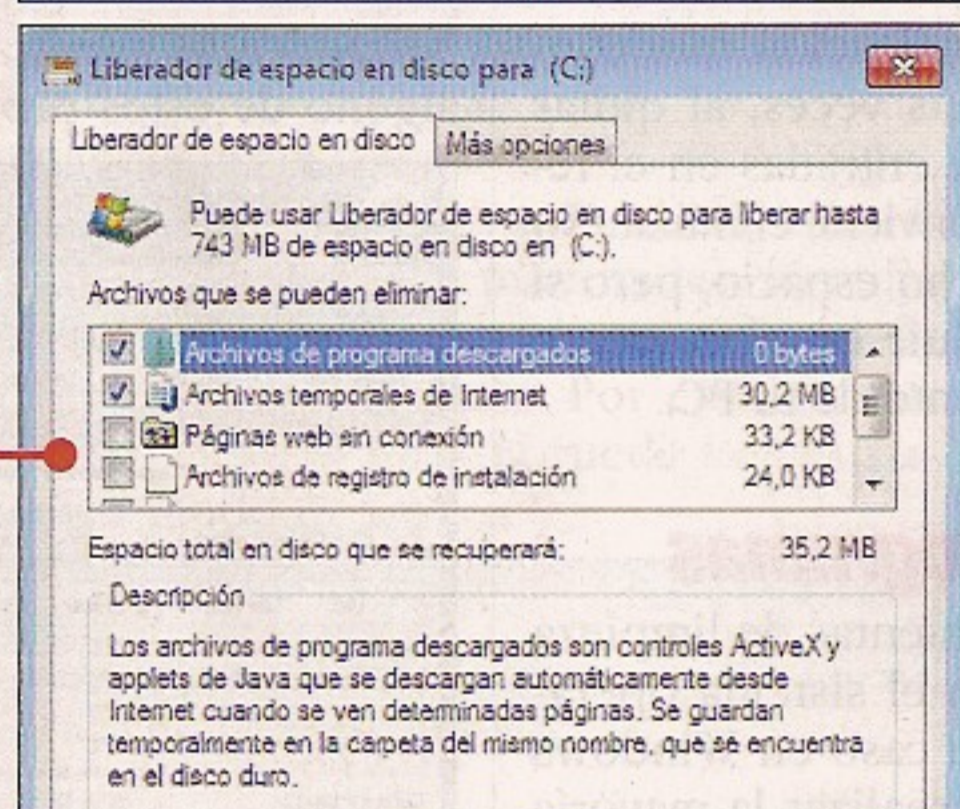 Liberador de espacio en disco para (C:)
Liberador de espacio en disco
Más opciones
Puede usar Liberador de espacio en disco para liberar hasta
743 MB de espacio en disco en (C:).
Archivos que se pueden eliminar:
Archivos de programa descargados 0 bytes
Archivos temporales de Internet 30,2 MB
Páginas web sin conexión 33,2 KB
Archivos de registro de instalación 24,0 KB
Espacio total en disco que se recuperará: 35,2 MB
Descripción
Los archivos de programa descargados son controles ActiveX y
applets de Java que se descargan automáticamente desde
Internet cuando se ven determinadas páginas. Se guardan
temporalmente en la carpeta del mismo nombre, que se encuentra
en el disco duro.